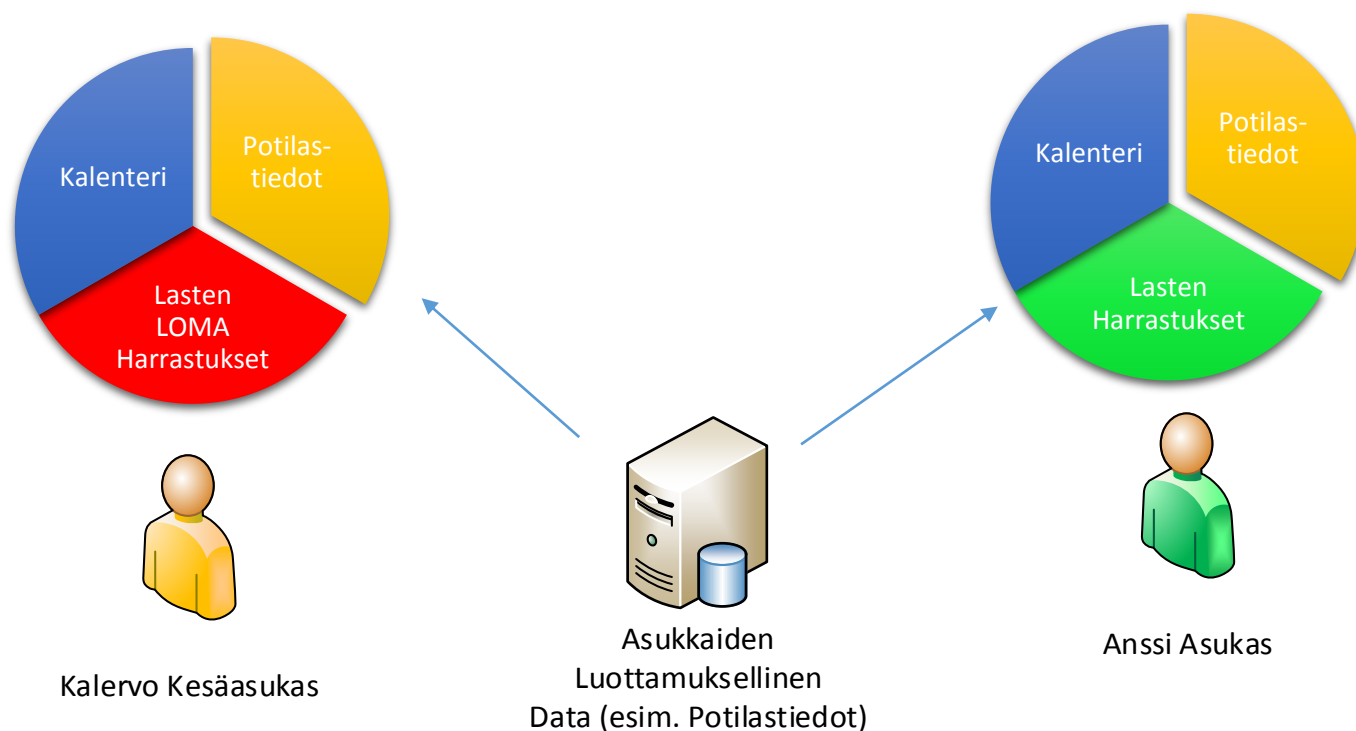 Kalenteri
Potilas-
tiedot
Lasten
LOMA
Harrastukset
Kalervo Kesäasukas
Asukkaiden
Luottamuksellinen
Data (esim. Potilastiedot)
Kalenteri
Potilas-
tiedot
Lasten
Harrastukset
Anssi Asukas